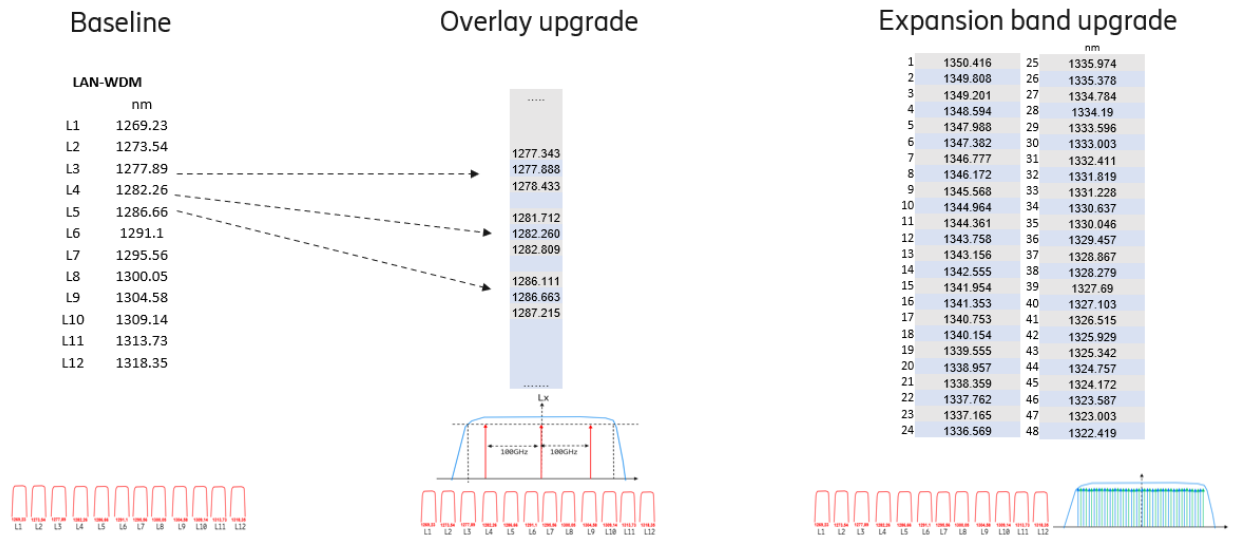 Baseline
LAN-WDM
nm
L1 1269.23
L2 1273.54
L3 1277.89
L4 1282.26
L5 1286.66
L6 1291.1
L7 1295.56
L8 1300.05
L9 1304.58
L10 1309.14
L11 1313.73
L12 1318.35
L1 L2 L3 L4 L5 L6 L7 L8 L9 L10 L11 L12
Overlay upgrade
.....
1277.343
1277.888
1278.433
1281.712
1282.260
1282.809
1286.111
1286.663
1287.215
.......
Lx
100GHz 100GHz
L1 L2 L3 L4 L5 L6 L7 L8 L9 L10 L11 L12
Expansion band upgrade
nm
1 1350.416 25 1335.974
2 1349.808 26 1335.378
3 1349.201 27 1334.784
4 1348.594 28 1334.19
5 1347.988 29 1333.596
6 1347.382 30 1333.003
7 1346.777 31 1332.411
8 1346.172 32 1331.819
9 1345.568 33 1331.228
10 1344.964 34 1330.637
11 1344.361 35 1330.046
12 1343.758 36 1329.457
13 1343.156 37 1328.867
14 1342.555 38 1328.279
15 1341.954 39 1327.69
16 1341.353 40 1327.103
17 1340.753 41 1326.515
18 1340.154 42 1325.929
19 1339.555 43 1325.342
20 1338.957 44 1324.757
21 1338.359 45 1324.172
22 1337.762 46 1323.587
23 1337.165 47 1323.003
24 1336.569 48 1322.419
L1 L2 L3 L4 L5 L6 L7 L8 L9 L10 L11 L12